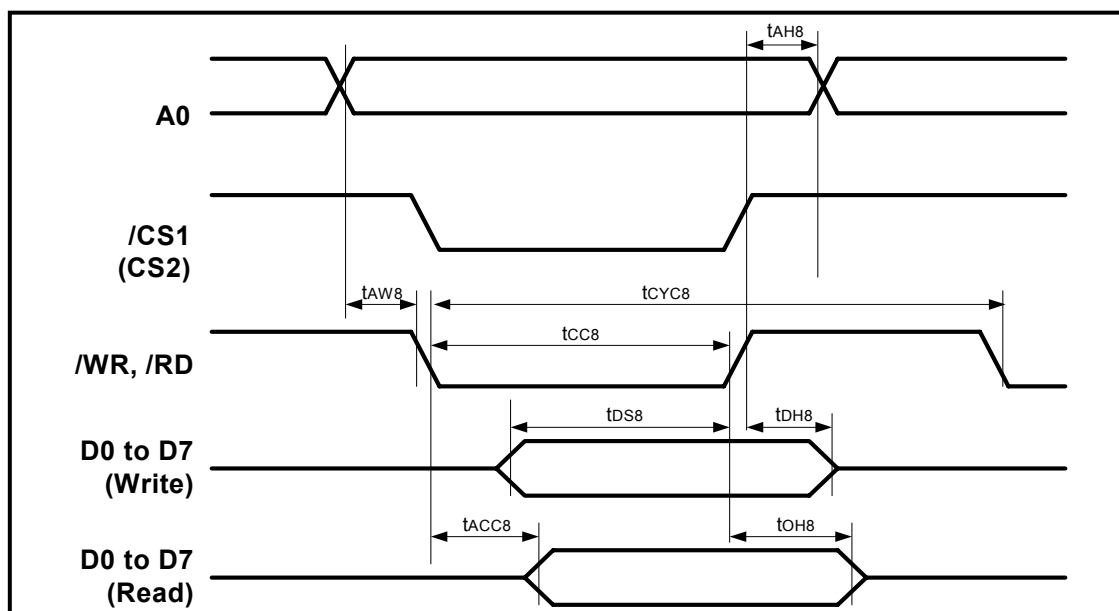 tAH8
A0
/CS1
(CS2)
tAW8
tCYC8
tCC8
/WR, /RD
tDS8
tDH8
D0 to D7
(Write)
tACC8
tOH8
D0 to D7
(Read)